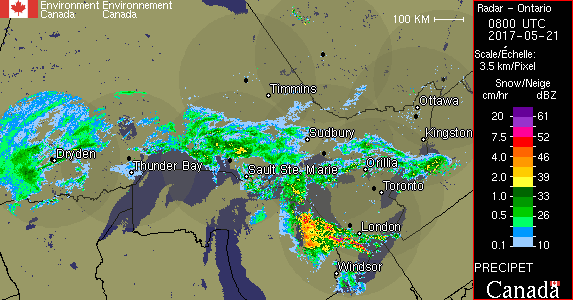 Environment Environnement
Canada Canada
100 KM
Timmins
Ottawa
Sudbury
Kingston
Dryden
Thunder Bay
Sault Ste. Marie
Orillia
Toronto
London
Windsor
Radar - Ontario
0800 UTC
2017-05-21
Scale/Échelle:
3.5 km/Pixel
Snow/Neige
cm/hr dBZ
20 61
7.5 52
4.0 46
2.0 39
1.0 33
0.5 26
0.1 10
PRECIPET
Canada